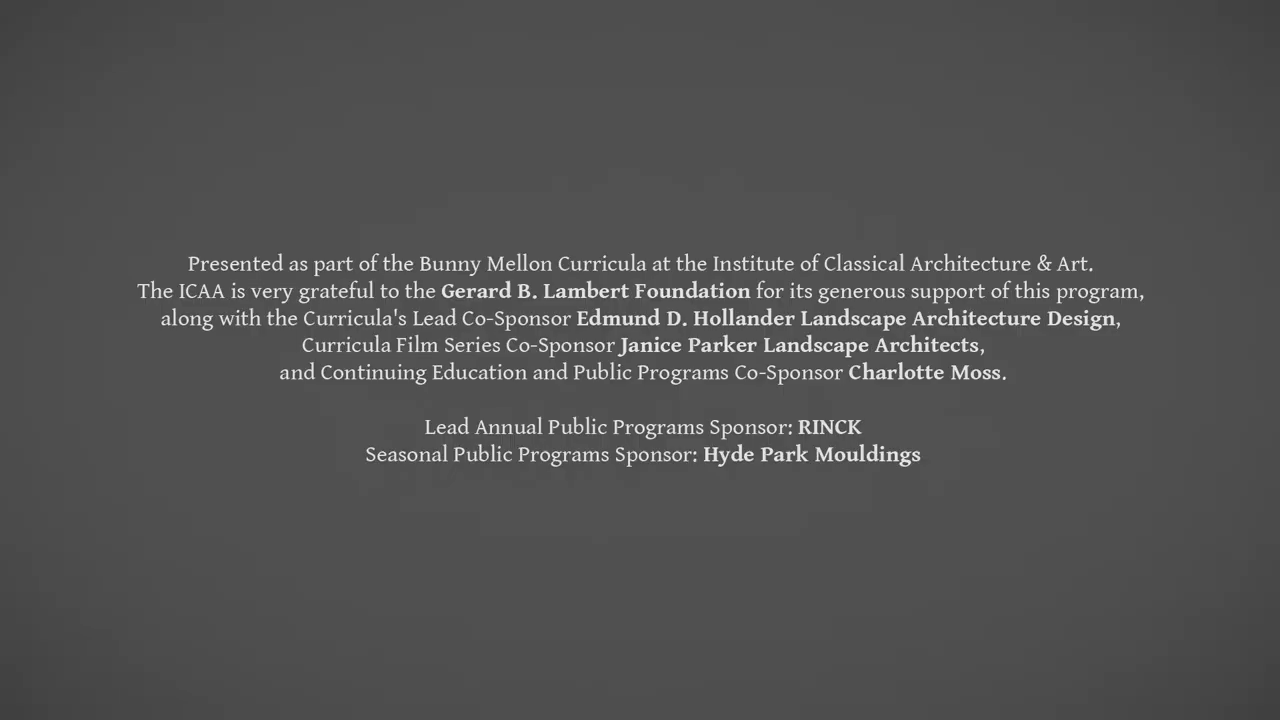 Presented as part of the Bunny Mellon Curricula at the Institute of Classical Architecture & Art.
The ICAA is very grateful to the Gerard B. Lambert Foundation for its generous support of this program,
along with the Curricula's Lead Co-Sponsor Edmund D. Hollander Landscape Architecture Design,
Curricula Film Series Co-Sponsor Janice Parker Landscape Architects,
and Continuing Education and Public Programs Co-Sponsor Charlotte Moss.
Lead Annual Public Programs Sponsor: RINCK
Seasonal Public Programs Sponsor: Hyde Park Mouldings